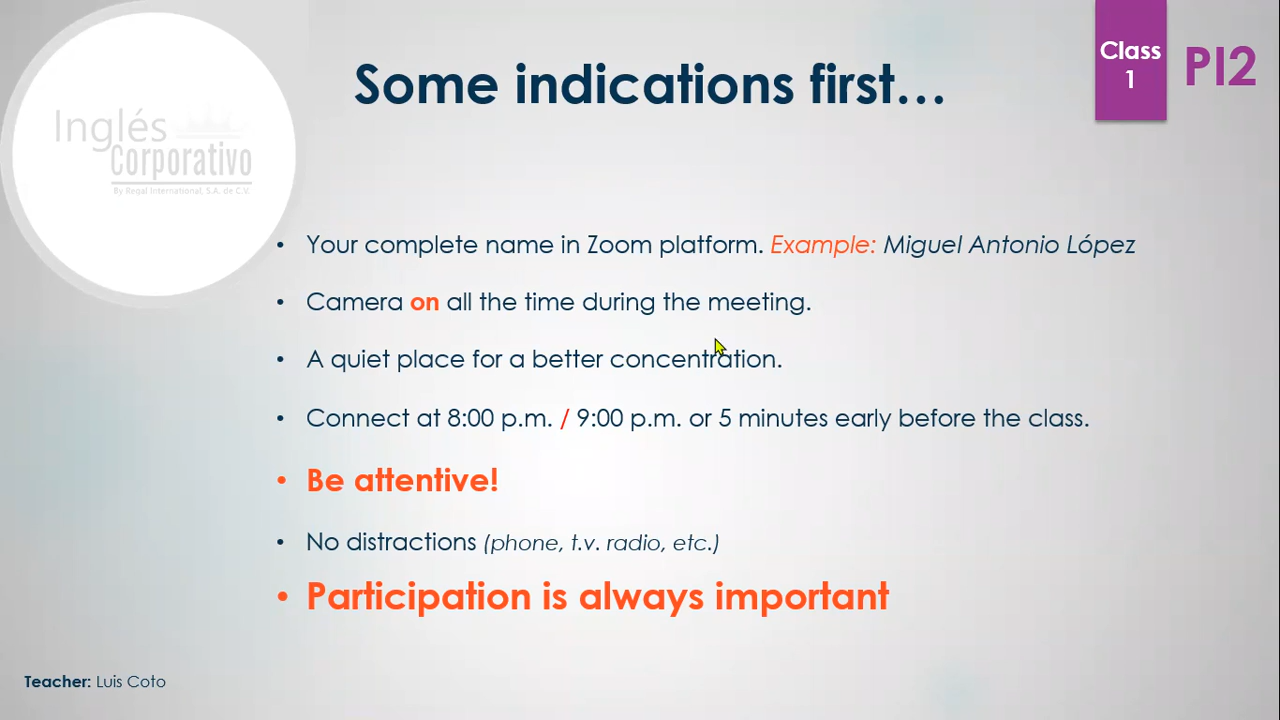 Some indications first…
Class
1
PI2
Inglés
Corporativo
By Regal International, S.A. de C.V.
• Your complete name in Zoom platform. Example: Miguel Antonio López
• Camera on all the time during the meeting.
• A quiet place for a better concentration.
• Connect at 8:00 p.m. / 9:00 p.m. or 5 minutes early before the class.
• Be attentive!
• No distractions (phone, t.v. radio, etc.)
• Participation is always important
Teacher: Luis Coto